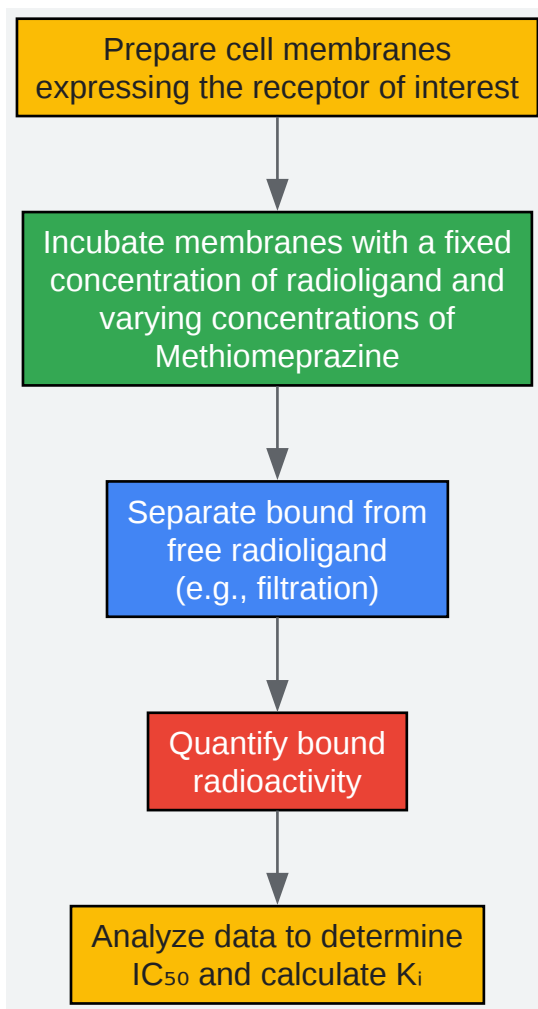 Prepare cell membranes
expressing the receptor of interest
Incubate membranes with a fixed
concentration of radioligand and
varying concentrations of
Methiomeprazine
Separate bound from
free radioligand
(e.g., filtration)
Quantify bound
radioactivity
Analyze data to determine
IC₅₀ and calculate Kᵢ